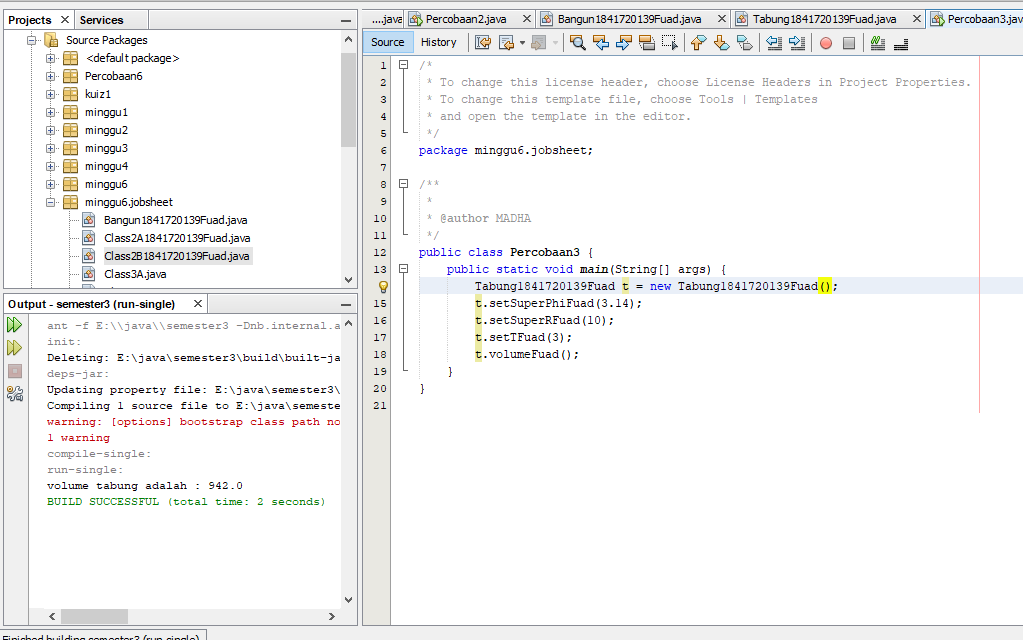 Projects
Services
Source Packages
<default package>
Percobaan6
kuiz1
minggu1
minggu2
minggu3
minggu4
minggu6
minggu6.jobsheet
Bangun1841720139Fuad.java
Class2A1841720139Fuad.java
Class2B1841720139Fuad.java
Class3A.java
Output - semester3 (run-single)
ant -f E:\\java\\semester3 -Dnb.internal.a
init:
Deleting: E:\java\semester3\build\built-ja
deps-jar:
Updating property file: E:\java\semester3\
Compiling 1 source file to E:\java\semeste
warning: [options] bootstrap class path no
1 warning
compile-single:
run-single:
volume tabung adalah : 942.0
BUILD SUCCESSFUL (total time: 2 seconds)
Finished building semester3 (run-single)
....java Percobaan2.java Bangun1841720139Fuad.java Tabung1841720139Fuad.java Percobaan3.jav
Source History
1 /*
2 * To change this license header, choose License Headers in Project Properties.
3 * To change this template file, choose Tools | Templates
4 * and open the template in the editor.
5 */
6 package minggu6.jobsheet;
7
8 /**
9 *
10 * @author MADHA
11 */
12 public class Percobaan3 {
13 public static void main(String[] args) {
Tabung1841720139Fuad t = new Tabung1841720139Fuad();
15 t.setSuperPhiFuad(3.14);
16 t.setSuperRFuad(10);
17 t.setTFuad(3);
18 t.volumeFuad();
19 }
20 }
21